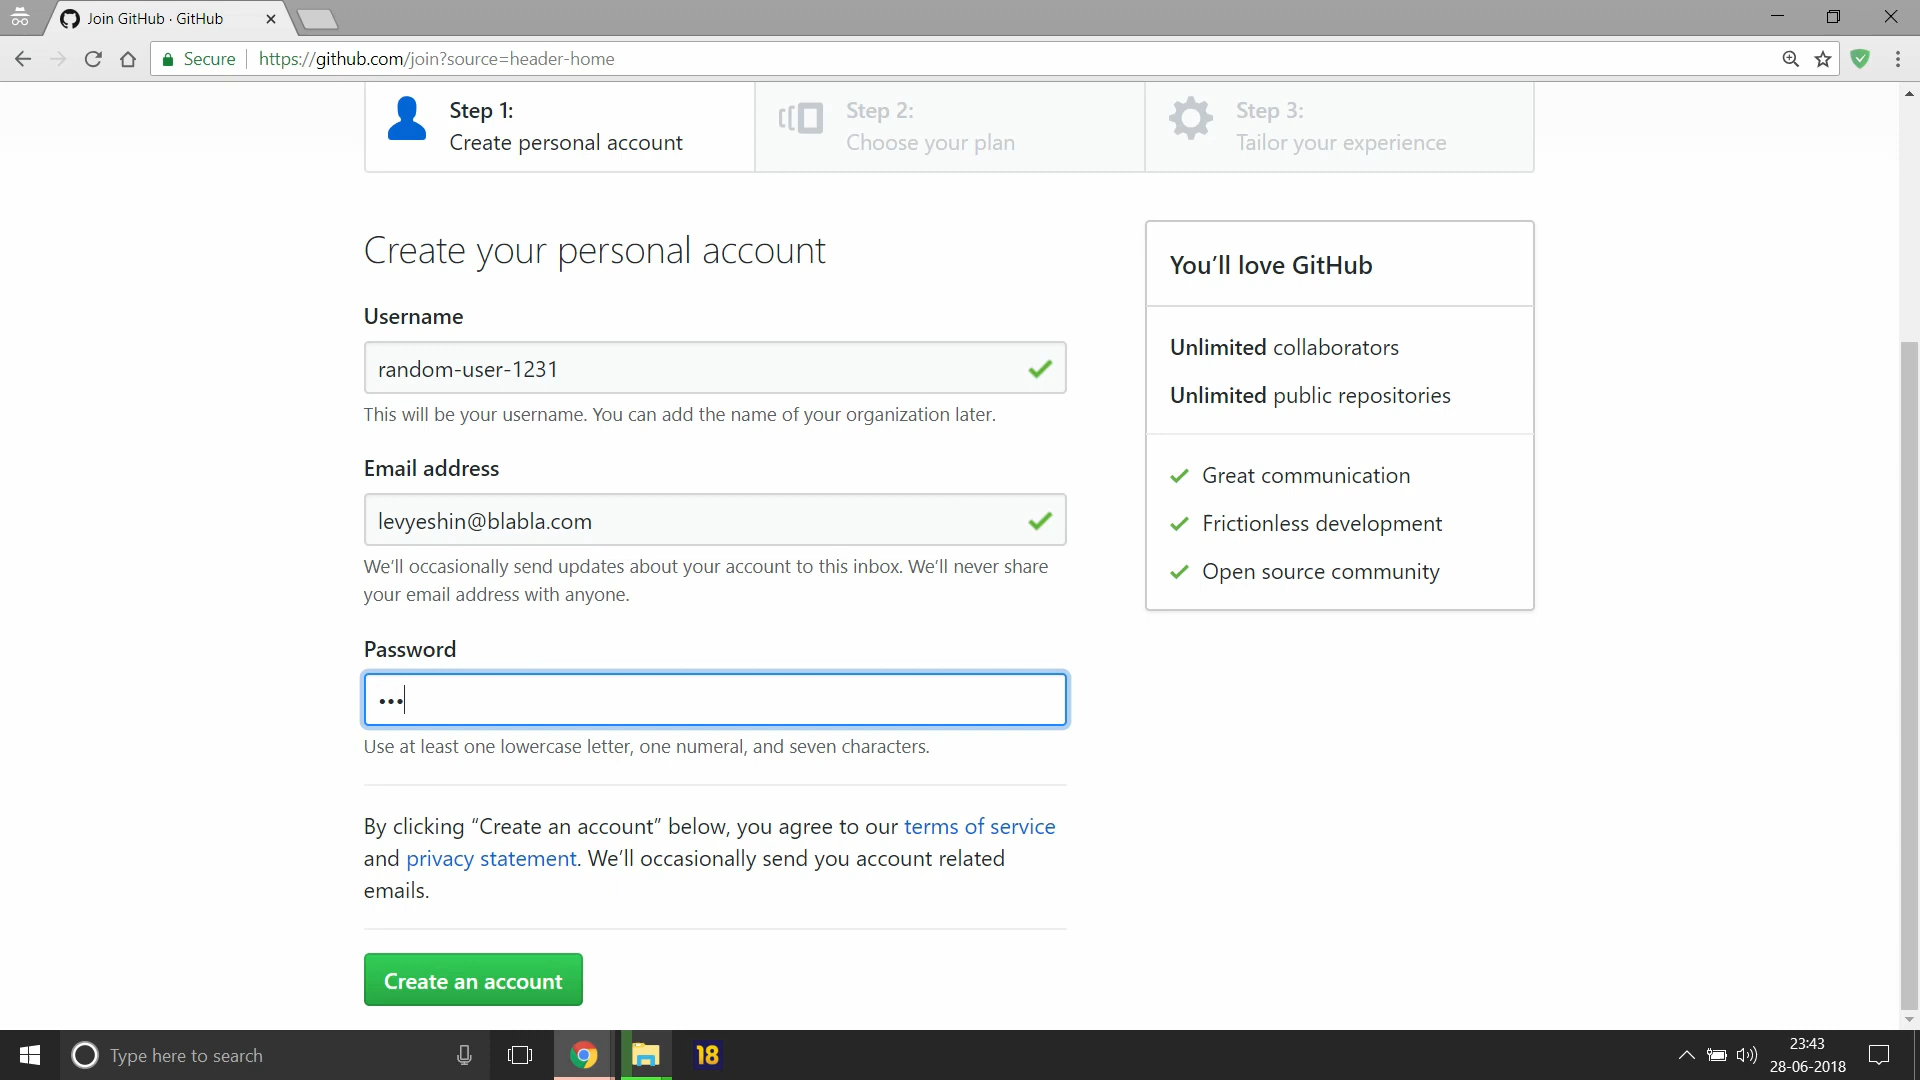 Join GitHub · GitHub
Secure
https://github.com/join?source=header-home
Step 1:
Create personal account
Step 2:
Choose your plan
Step 3:
Tailor your experience
Create your personal account
Username
random-user-1231
This will be your username. You can add the name of your organization later.
Email address
levyeshin@blabla.com
We’ll occasionally send updates about your account to this inbox. We’ll never share
your email address with anyone.
Password
•••
Use at least one lowercase letter, one numeral, and seven characters.
By clicking “Create an account” below, you agree to our terms of service
and privacy statement. We’ll occasionally send you account related
emails.
Create an account
You’ll love GitHub
Unlimited collaborators
Unlimited public repositories
Great communication
Frictionless development
Open source community
Type here to search
18
23:43
28-06-2018